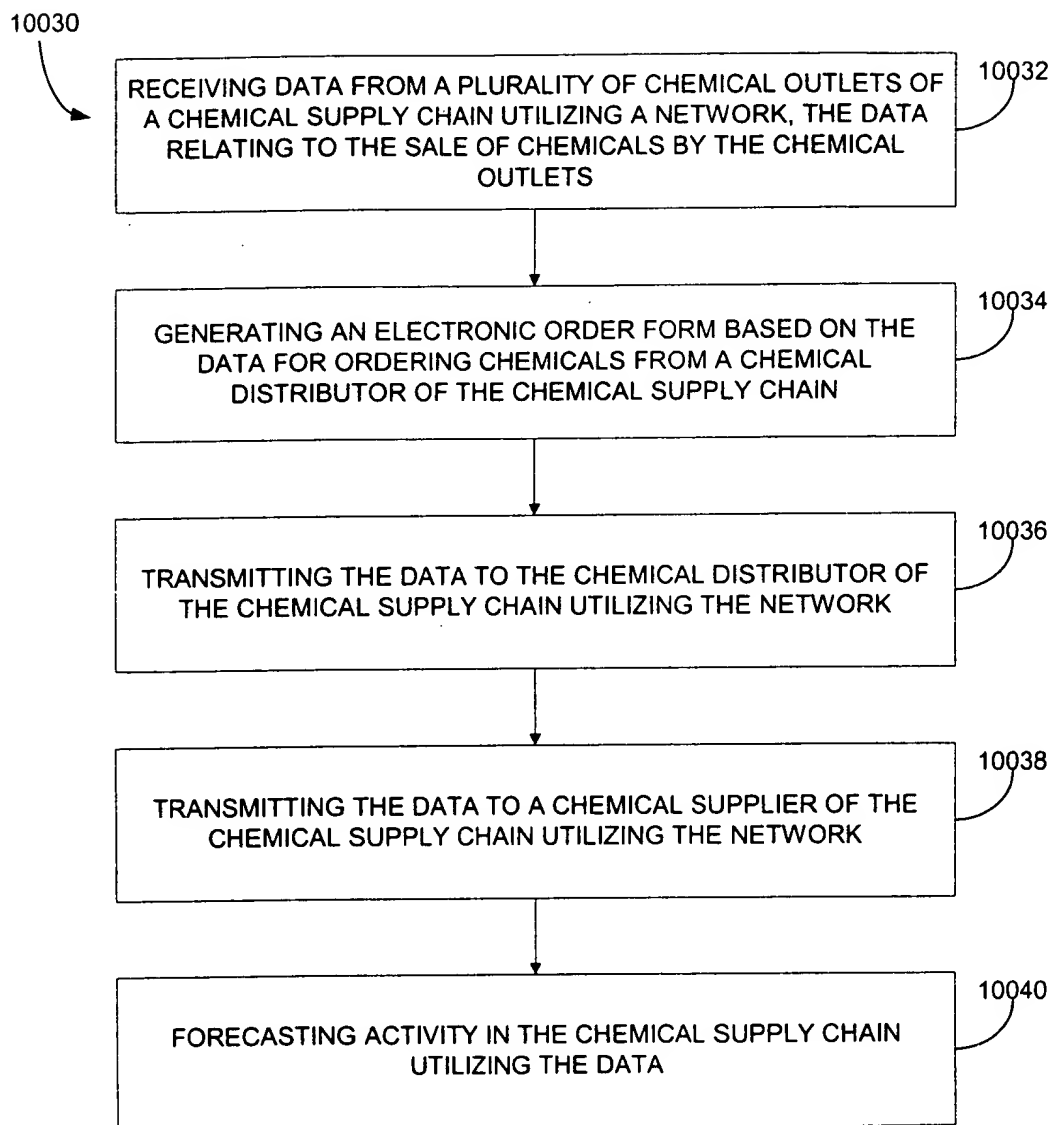 10030
10032
RECEIVING DATA FROM A PLURALITY OF CHEMICAL OUTLETS OF
A CHEMICAL SUPPLY CHAIN UTILIZING A NETWORK, THE DATA
RELATING TO THE SALE OF CHEMICALS BY THE CHEMICAL
OUTLETS
10034
GENERATING AN ELECTRONIC ORDER FORM BASED ON THE
DATA FOR ORDERING CHEMICALS FROM A CHEMICAL
DISTRIBUTOR OF THE CHEMICAL SUPPLY CHAIN
10036
TRANSMITTING THE DATA TO THE CHEMICAL DISTRIBUTOR OF
THE CHEMICAL SUPPLY CHAIN UTILIZING THE NETWORK
10038
TRANSMITTING THE DATA TO A CHEMICAL SUPPLIER OF THE
CHEMICAL SUPPLY CHAIN UTILIZING THE NETWORK
10040
FORECASTING ACTIVITY IN THE CHEMICAL SUPPLY CHAIN
UTILIZING THE DATA